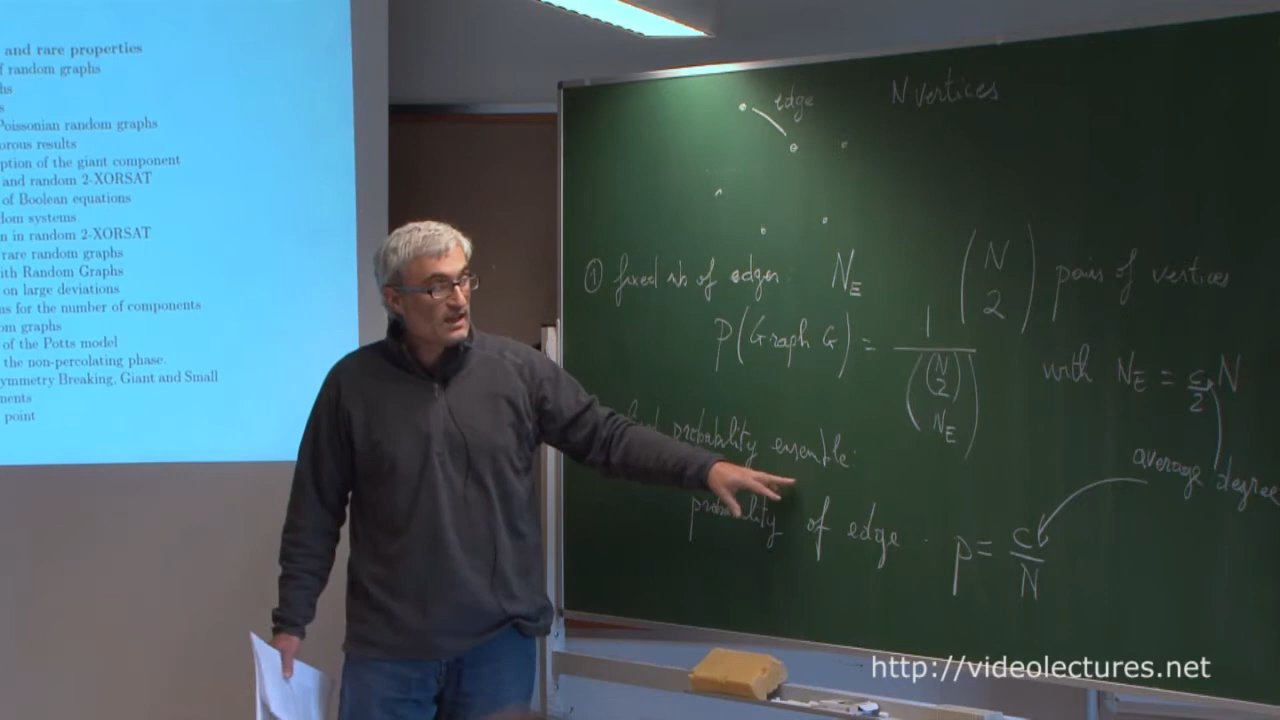 and rare properties
f random graphs
hs
s
Poissonian random graphs
orous results
ption of the giant component
and random 2-XORSAT
of Boolean equations
dom systems
n in random 2-XORSAT
rare random graphs
ith Random Graphs
on large deviations
ns for the number of components
om graphs
of the Potts model
the non-percolating phase.
ymmetry Breaking, Giant and Small
nents
point
edge
N vertices
① fixed nb of edges: N_E
(N 2) pairs of vertices
P(Graph G) = 1 / ((N 2) N_E)
with N_E = c/2 N
probability ensemble:
average degree
probability of edge . p = c/N
http://videolectures.net